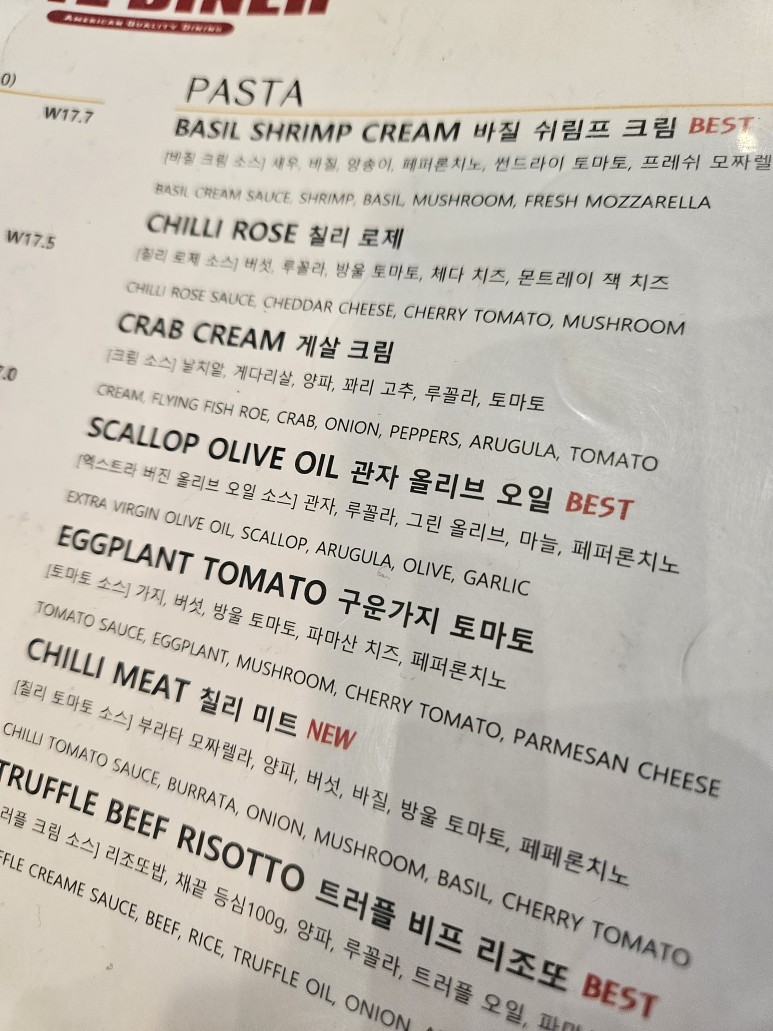 DINER
AMERICAN QUALITY DINING
0)
W17.7
W17.5
7.0
PASTA
BASIL SHRIMP CREAM 바질 쉬림프 크림 BEST
[바질 크림 소스] 새우, 바질, 양송이, 페퍼론치노, 썬드라이 토마토, 프레쉬 모짜렐
BASIL CREAM SAUCE, SHRIMP, BASIL, MUSHROOM, FRESH MOZZARELLA
CHILLI ROSE 칠리 로제
[칠리 로제 소스] 버섯, 루꼴라, 방울 토마토, 체다 치즈, 몬트레이 잭 치즈
CHILLI ROSE SAUCE, CHEDDAR CHEESE, CHERRY TOMATO, MUSHROOM
CRAB CREAM 게살 크림
[크림 소스] 날치알, 게다리살, 양파, 꽈리 고추, 루꼴라, 토마토
CREAM, FLYING FISH ROE, CRAB, ONION, PEPPERS, ARUGULA, TOMATO
SCALLOP OLIVE OIL 관자 올리브 오일 BEST
[엑스트라 버진 올리브 오일 소스] 관자, 루꼴라, 그린 올리브, 마늘, 페퍼론치노
EXTRA VIRGIN OLIVE OIL, SCALLOP, ARUGULA, OLIVE, GARLIC
EGGPLANT TOMATO 구운가지 토마토
[토마토 소스] 가지, 버섯, 방울 토마토, 파마산 치즈, 페퍼론치노
TOMATO SAUCE, EGGPLANT, MUSHROOM, CHERRY TOMATO, PARMESAN CHEESE
CHILLI MEAT 칠리 미트 NEW
[칠리 토마토 소스] 부라타 모짜렐라, 양파, 버섯, 바질, 방울 토마토, 페페론치노
CHILLI TOMATO SAUCE, BURRATA, ONION, MUSHROOM, BASIL, CHERRY TOMATO
TRUFFLE BEEF RISOTTO 트러플 비프 리조또 BEST
러플 크림 소스] 리조또밥, 채끝 등심100g, 양파, 루꼴라, 트러플 오일, 파마
FFLE CREAME SAUCE, BEEF, RICE, TRUFFLE OIL, ONION,